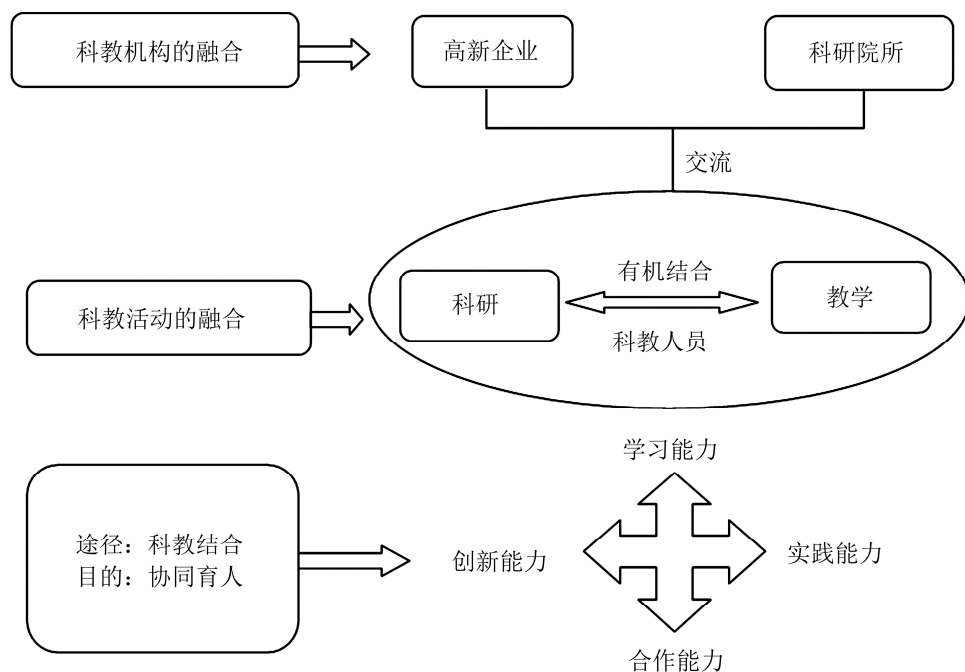 科教机构的融合
高新企业
科研院所
交流
科教活动的融合
科研
有机结合
科教人员
教学
学习能力
途径：科教结合
目的：协同育人
创新能力
实践能力
合作能力